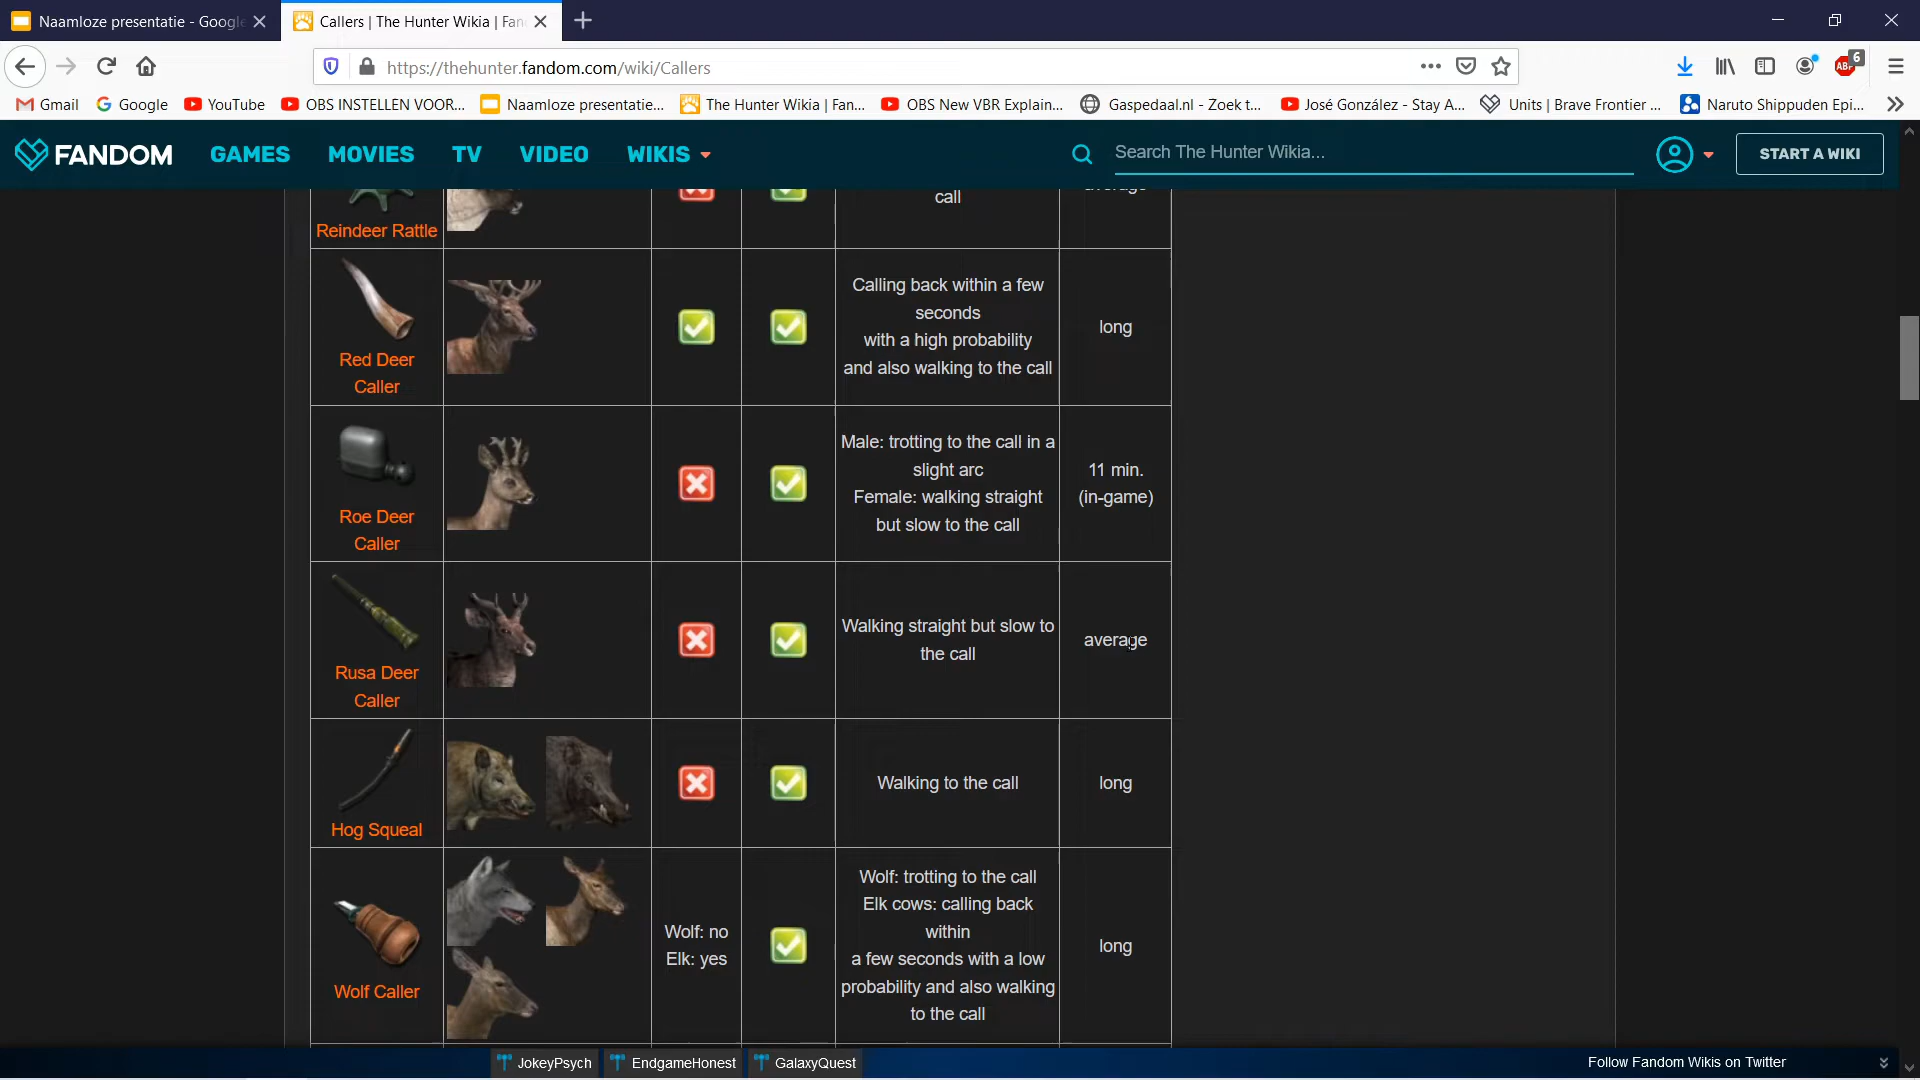 Naamloze presentatie - Google
Callers | The Hunter Wikia | Fan
https://thehunter.fandom.com/wiki/Callers
ABP
6
Gmail
Google
YouTube
OBS INSTELLEN VOOR...
Naamloze presentatie...
The Hunter Wikia | Fan...
OBS New VBR Explain...
Gaspedaal.nl - Zoek t...
José González - Stay A...
Units | Brave Frontier ...
Naruto Shippuden Epi...
FANDOM
GAMES
MOVIES
TV
VIDEO
WIKIS
Search The Hunter Wikia...
START A WIKI
Reindeer Rattle
call
average
Red Deer
Caller
Calling back within a few
seconds
with a high probability
and also walking to the call
long
Roe Deer
Caller
Male: trotting to the call in a
slight arc
Female: walking straight
but slow to the call
11 min.
(in-game)
Rusa Deer
Caller
Walking straight but slow to
the call
average
Hog Squeal
Walking to the call
long
Wolf Caller
Wolf: no
Elk: yes
Wolf: trotting to the call
Elk cows: calling back
within
a few seconds with a low
probability and also walking
to the call
long
JokeyPsych
EndgameHonest
GalaxyQuest
Follow Fandom Wikis on Twitter